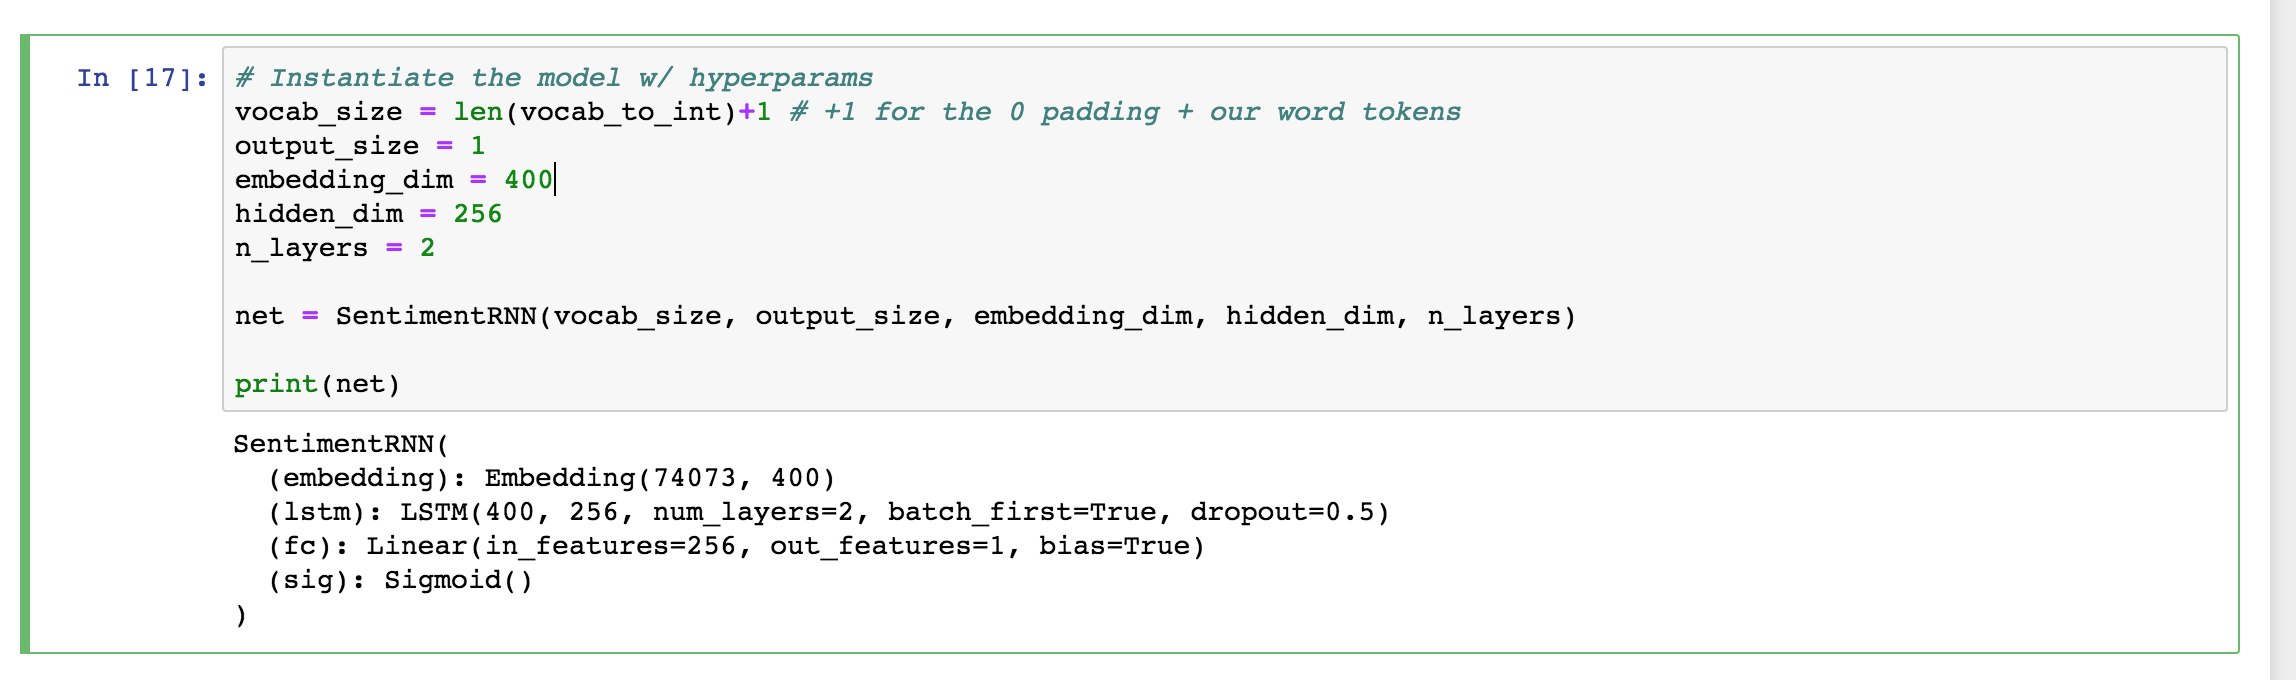 In [17]:
# Instantiate the model w/ hyperparams
vocab_size = len(vocab_to_int)+1 # +1 for the 0 padding + our word tokens
output_size = 1
embedding_dim = 400
hidden_dim = 256
n_layers = 2

net = SentimentRNN(vocab_size, output_size, embedding_dim, hidden_dim, n_layers)

print(net)
SentimentRNN(
  (embedding): Embedding(74073, 400)
  (lstm): LSTM(400, 256, num_layers=2, batch_first=True, dropout=0.5)
  (fc): Linear(in_features=256, out_features=1, bias=True)
  (sig): Sigmoid()
)